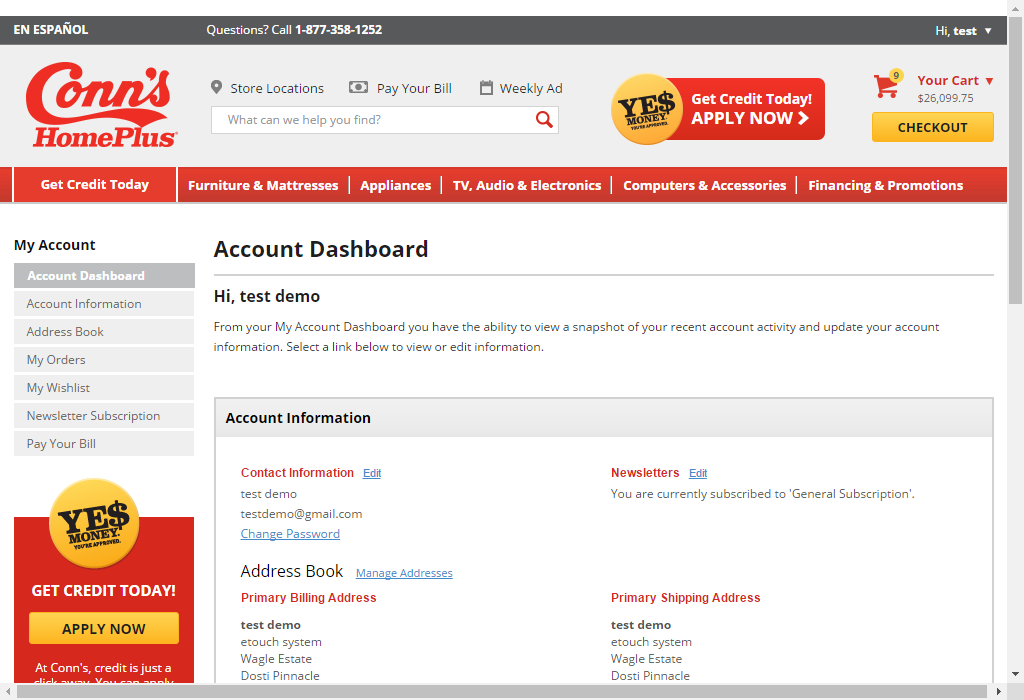 EN ESPAÑOL
Questions? Call 1-877-358-1252
Hi, test ▼
Conn's
HomePlus
Store Locations
Pay Your Bill
Weekly Ad
What can we help you find?
YE$
MONEY.
YOU'RE APPROVED.
Get Credit Today!
APPLY NOW
9
Your Cart ▼
$26,099.75
CHECKOUT
Get Credit Today
Furniture & Mattresses
Appliances
TV, Audio & Electronics
Computers & Accessories
Financing & Promotions
My Account
Account Dashboard
Account Information
Address Book
My Orders
My Wishlist
Newsletter Subscription
Pay Your Bill
YE$
MONEY.
YOU'RE APPROVED.
GET CREDIT TODAY!
APPLY NOW
At Conn's, credit is just a
click away. You can apply
Account Dashboard
Hi, test demo
From your My Account Dashboard you have the ability to view a snapshot of your recent account activity and update your account
information. Select a link below to view or edit information.
Account Information
Contact Information Edit
test demo
testdemo@gmail.com
Change Password
Newsletters Edit
You are currently subscribed to 'General Subscription'.
Address Book Manage Addresses
Primary Billing Address
test demo
etouch system
Wagle Estate
Dosti Pinnacle
Primary Shipping Address
test demo
etouch system
Wagle Estate
Dosti Pinnacle